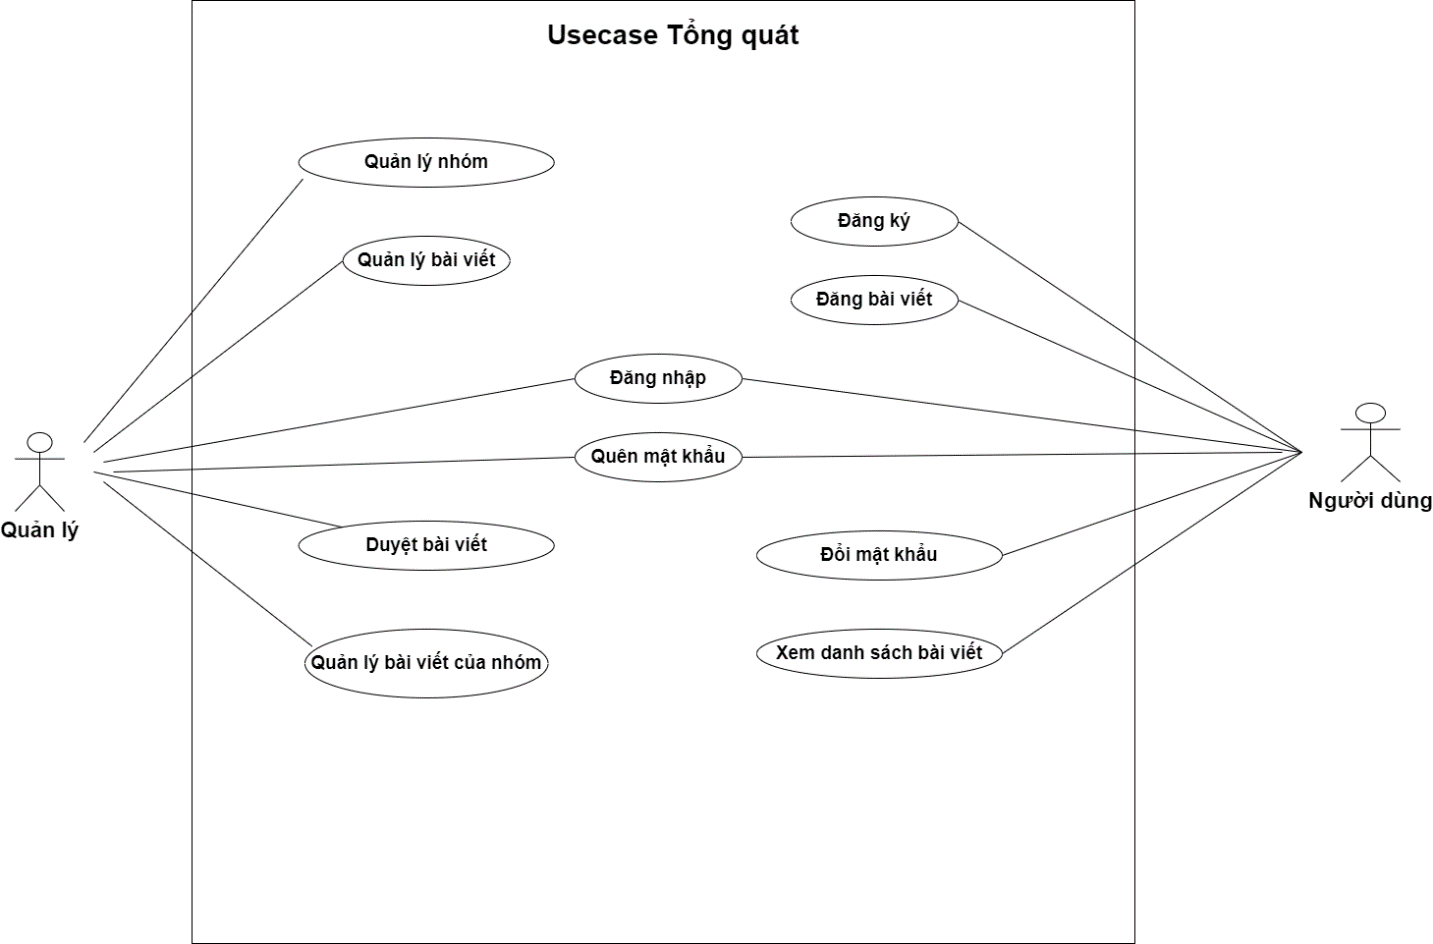 Usecase Tổng quát
Quản lý nhóm
Đăng ký
Quản lý bài viết
Đăng bài viết
Đăng nhập
Quên mật khẩu
Quản lý
Người dùng
Duyệt bài viết
Đổi mật khẩu
Quản lý bài viết của nhóm
Xem danh sách bài viết